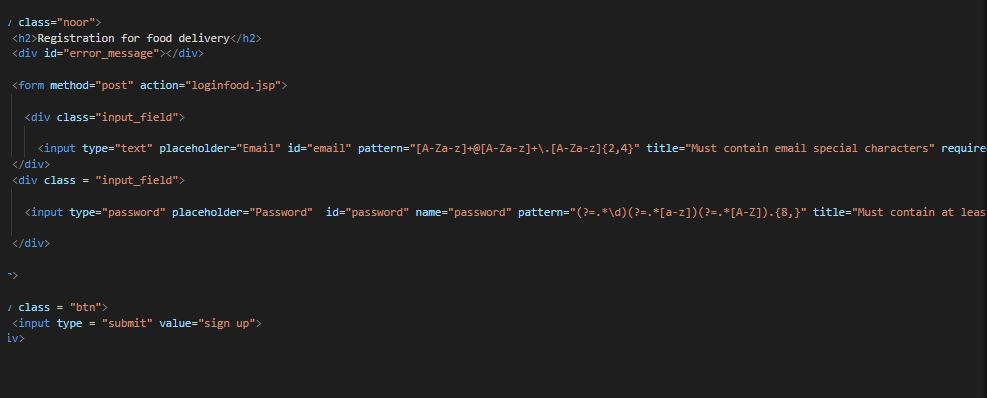 class="noor">
<h2>Registration for food delivery</h2>
<div id="error_message"></div>
<form method="post" action="loginfood.jsp">
<div class="input_field">
<input type="text" placeholder="Email" id="email" pattern="[A-Za-z]+@[A-Za-z]+\.[A-Za-z]{2,4}" title="Must contain email special characters" require
</div>
<div class = "input_field">
<input type="password" placeholder="Password"  id="password" name="password" pattern="(?=.*\d)(?=.*[a-z])(?=.*[A-Z]).{8,}" title="Must contain at leas
</div>
>
class = "btn">
<input type = "submit" value="sign up">
iv>